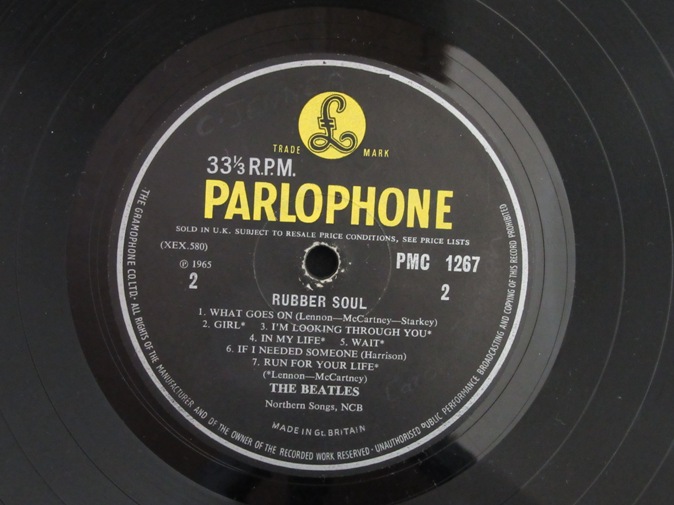 TRADE MARK
33⅓ R.P.M.
PARLOPHONE
SOLD IN U.K. SUBJECT TO RESALE PRICE CONDITIONS, SEE PRICE LISTS
(XEX.580)
PMC 1267
℗ 1965
2
2
RUBBER SOUL
1. WHAT GOES ON (Lennon—McCartney—Starkey)
2. GIRL* 3. I'M LOOKING THROUGH YOU*
4. IN MY LIFE* 5. WAIT*
6. IF I NEEDED SOMEONE (Harrison)
7. RUN FOR YOUR LIFE*
(*Lennon—McCartney)
THE BEATLES
Northern Songs, NCB
MADE IN GT. BRITAIN
THE GRAMOPHONE CO. LTD. · ALL RIGHTS OF THE MANUFACTURER AND OF THE OWNER OF THE RECORDED WORK RESERVED · UNAUTHORISED PUBLIC PERFORMANCE BROADCASTING AND COPYING OF THIS RECORD PROHIBITED